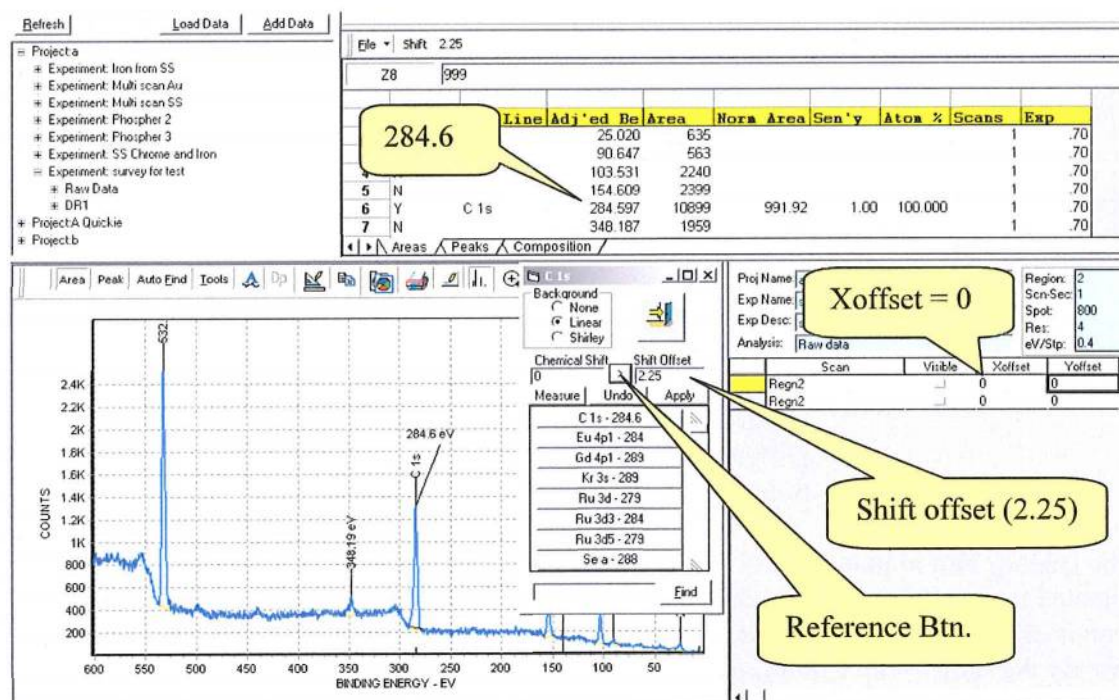 Refresh Load Data Add Data
Project:a
Experiment: Iron from SS
Experiment: Multi scan Au
Experiment: Multi scan SS
Experiment: Phospher 2
Experiment: Phospher 3
Experiment: SS Chrome and Iron
Experiment: survey for test
Raw Data
DR1
Project:A Quickie
Project:b
File Shift 2.25
Z8 999
Line Adj'ed Be Area Norm Area Sen'y Atom % Scans Exp
25.020 635 1 .70
90.647 563 1 .70
103.531 2240 1 .70
5 N 154.609 2399 1 .70
6 Y C 1s 284.597 10899 991.92 1.00 100.000 1 .70
7 N 348.187 1959 1 .70
Areas Peaks Composition
284.6
Area Peak Auto Find Tools Dp
C 1s
Background
None
Linear
Shirley
Chemical Shift Shift Offset
0 2.25
Measure Undo Apply
C 1s - 284.6
Eu 4p1 - 284
Gd 4p1 - 289
Kr 3s - 289
Ru 3d - 279
Ru 3d3 - 284
Ru 3d5 - 279
Se a - 288
Find
Proj Name:
Exp Name:
Exp Desc:
Analysis: Raw data
Region: 2
Scn-Sec: 1
Spot: 800
Res: 4
eV/Stp: 0.4
Scan Visible Xoffset Yoffset
Regn2 0 0
Regn2 0 0
Xoffset = 0
Shift offset (2.25)
Reference Btn.
COUNTS
2.4K
2.2K
2K
1.8K
1.6K
1.4K
1.2K
1K
800
600
400
200
348.19 eV
284.6 eV
C 1s
600 550 500 450 400 350 300 250 200 150 100 50
BINDING ENERGY - EV